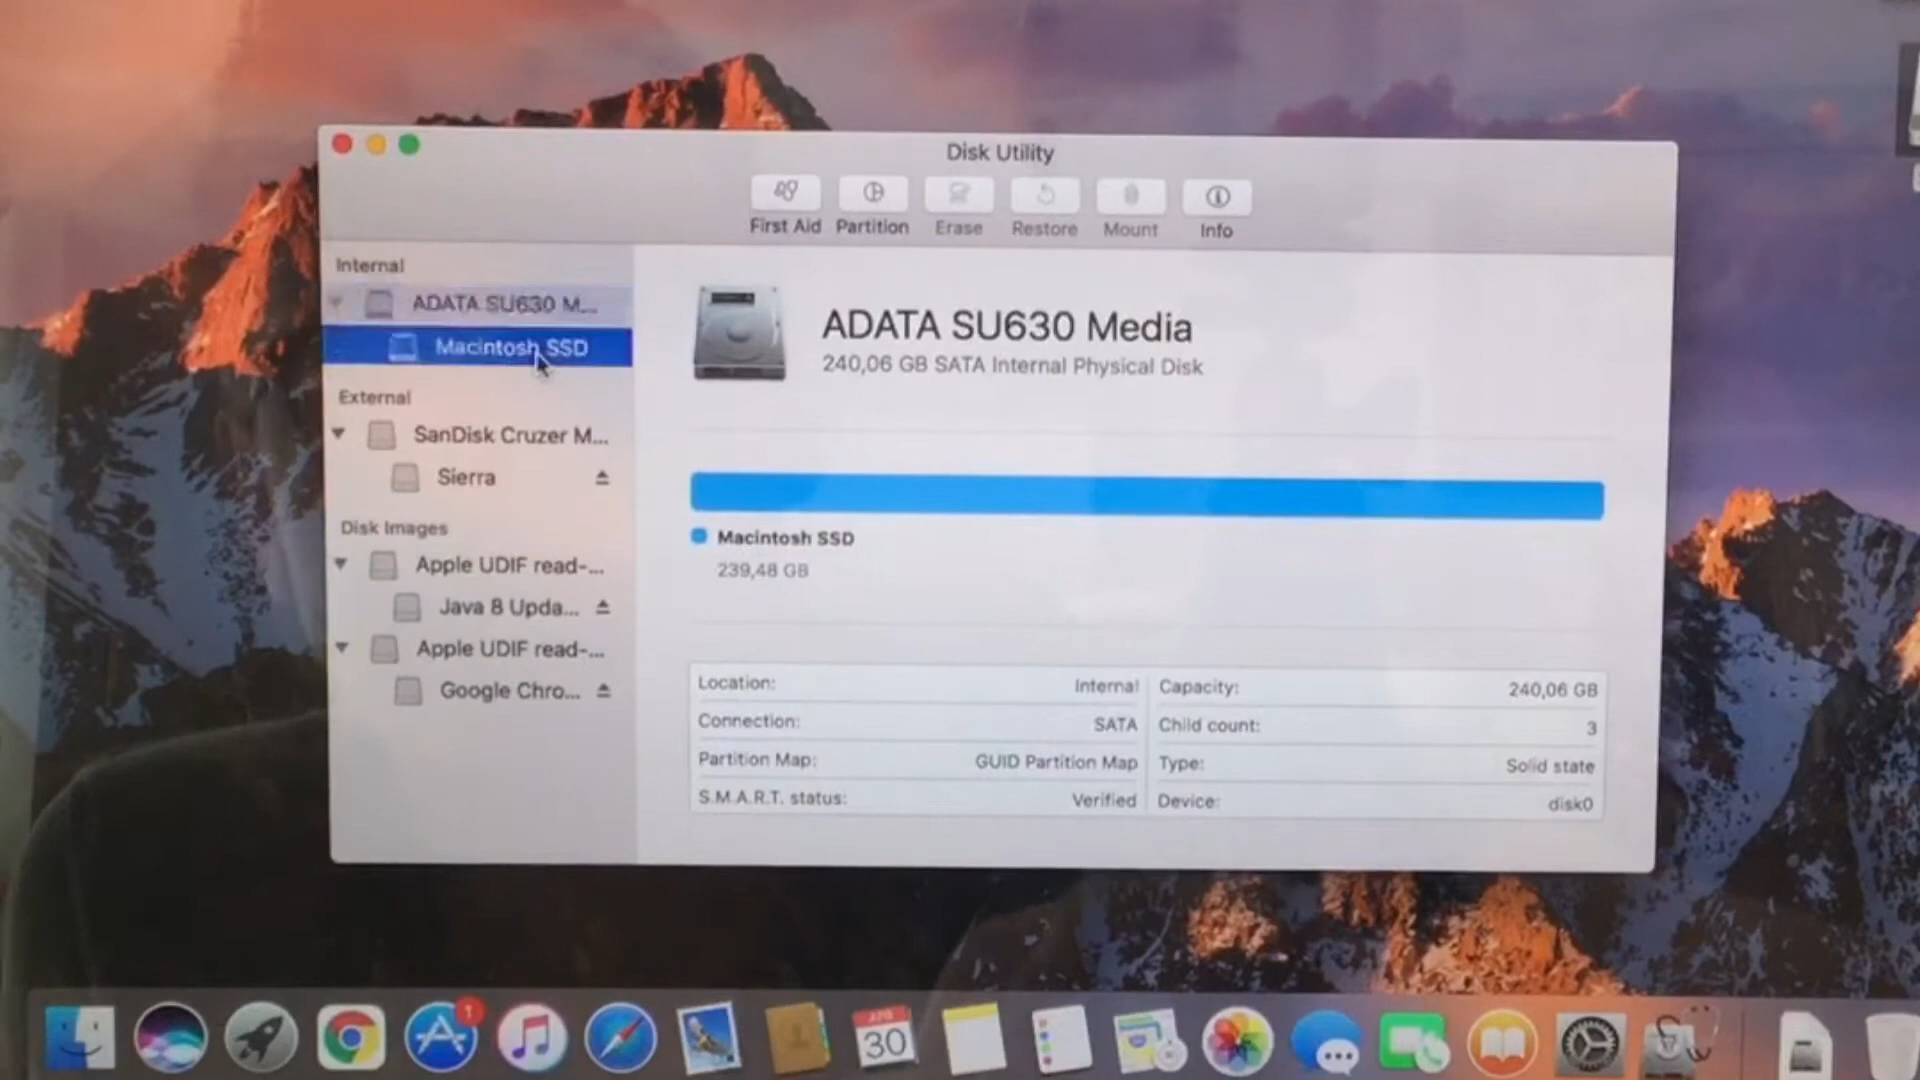 Disk Utility
First Aid
Partition
Erase
Restore
Mount
Info
Internal
ADATA SU630 M...
Macintosh SSD
External
SanDisk Cruzer M...
Sierra
Disk Images
Apple UDIF read-...
Java 8 Upda...
Apple UDIF read-...
Google Chro...
ADATA SU630 Media
240,06 GB SATA Internal Physical Disk
Macintosh SSD
239,48 GB
Location: Internal
Capacity: 240,06 GB
Connection: SATA
Child count: 3
Partition Map: GUID Partition Map
Type: Solid state
S.M.A.R.T. status: Verified
Device: disk0
1
APR
30